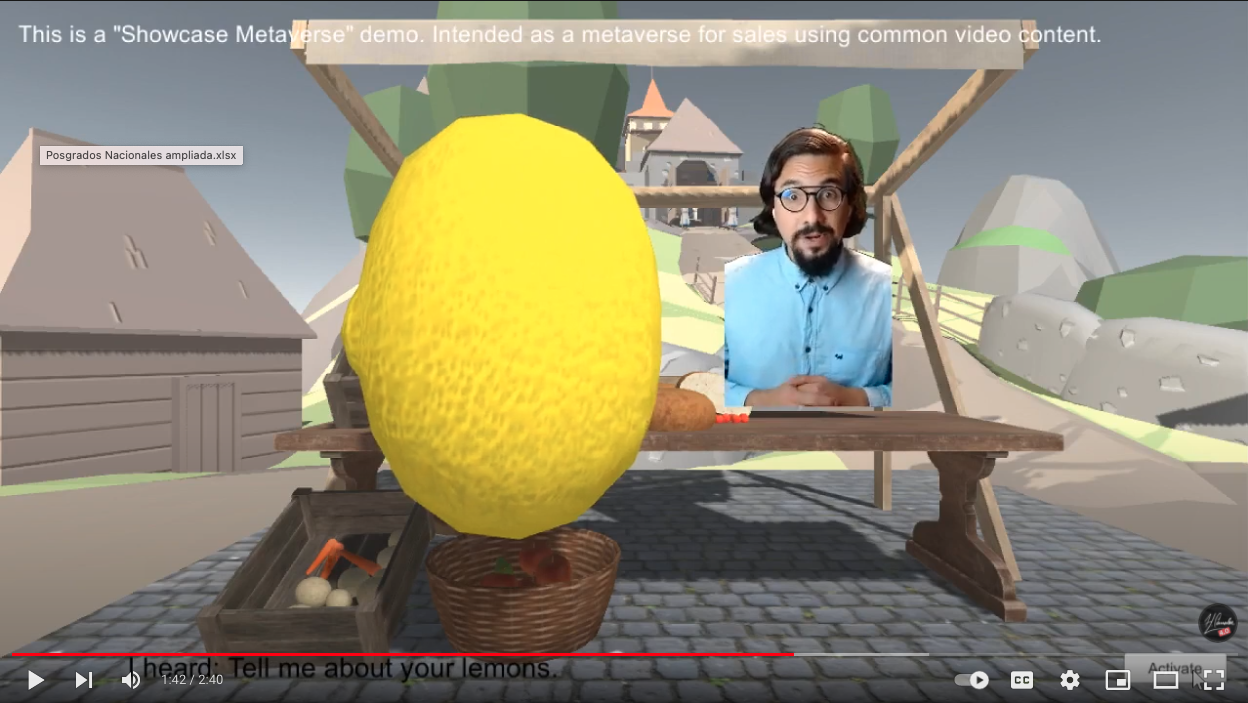 This is a "Showcase Metaverse" demo. Intended as a metaverse for sales using common video content.
Posgrados Nacionales ampliada.xlsx
I heard: Tell me about your lemons.
1:42 / 2:40
CC
Activate